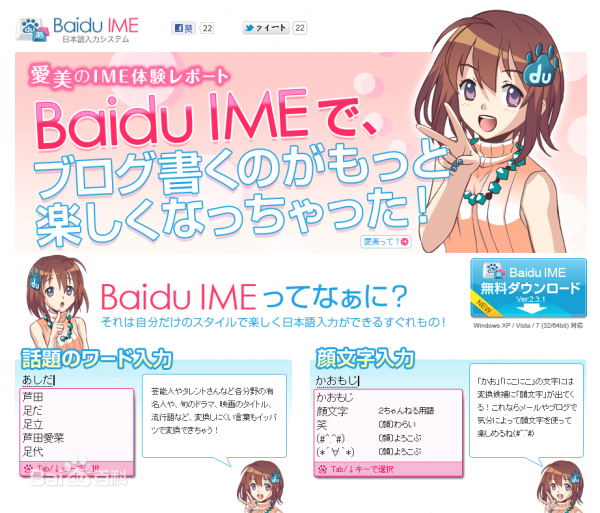 Baidu IME
日本語入力システム
赞 22
ツイート 22
愛美のIME体験レポート
Baidu IMEで、
ブログ書くのがもっと
楽しくなっちゃった!
愛美って?
du
Baidu IMEってなぁに?
それは自分だけのスタイルで楽しく日本語入力ができるすぐれもの!
Baidu IME
無料ダウンロード
Ver:2.3.1
NEW
Windows XP / Vista / 7 (32/64bit) 対応
話題のワード入力
あしだ
芦田
足だ
足立
芦田愛菜
足代
Tab/↓キーで選択
芸能人やタレントさんなど各分野の有
名人や、旬のドラマ、映画のタイトル、
流行語など、変換しにくい言葉もイッパ
ツで変換できちゃう!
顔文字入力
かおもじ
かおもじ
顔文字 2ちゃんねる用語
笑 〔顔〕わらい
(#^.^#) 〔顔〕よろこぶ
(*´∀`*) 〔顔〕よろこぶ
Tab/↓キーで選択
「かお」「にこにこ」の文字には
変換候補に「顔文字」が出てく
る!これならメールやブログで
気分によって顔文字を使って
楽しめるね(#^^#)
Baidu百科